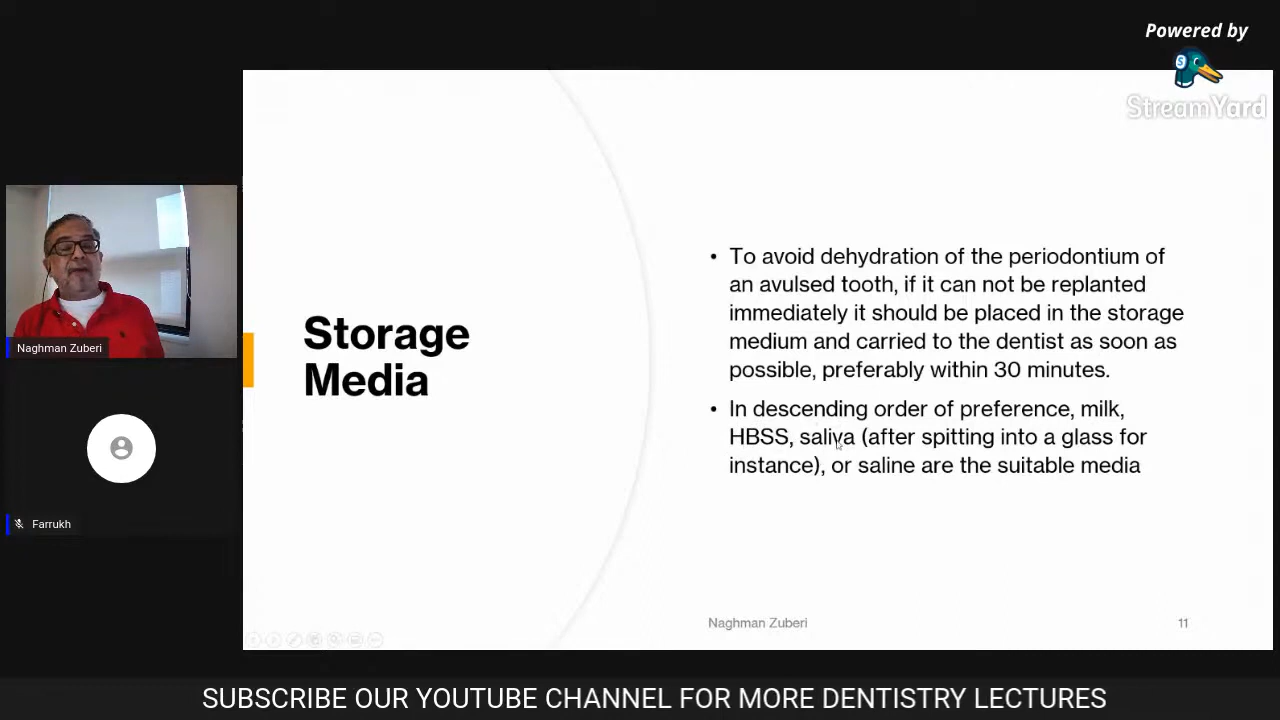 Powered by
StreamYard
Naghman Zuberi
Farrukh
Storage
Media
• To avoid dehydration of the periodontium of
an avulsed tooth, if it can not be replanted
immediately it should be placed in the storage
medium and carried to the dentist as soon as
possible, preferably within 30 minutes.
• In descending order of preference, milk,
HBSS, saliva (after spitting into a glass for
instance), or saline are the suitable media
Naghman Zuberi
11
SUBSCRIBE OUR YOUTUBE CHANNEL FOR MORE DENTISTRY LECTURES